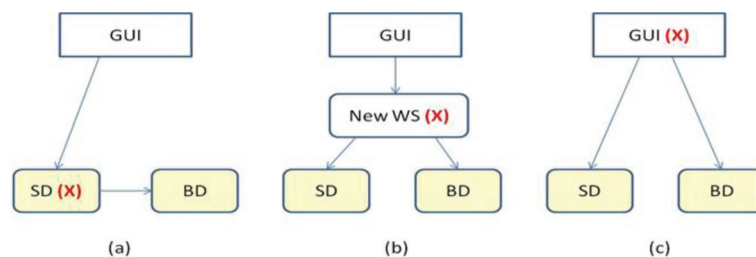 GUI
GUI
GUI (X)
New WS (X)
SD (X)
BD
SD
BD
SD
BD
(a)
(b)
(c)